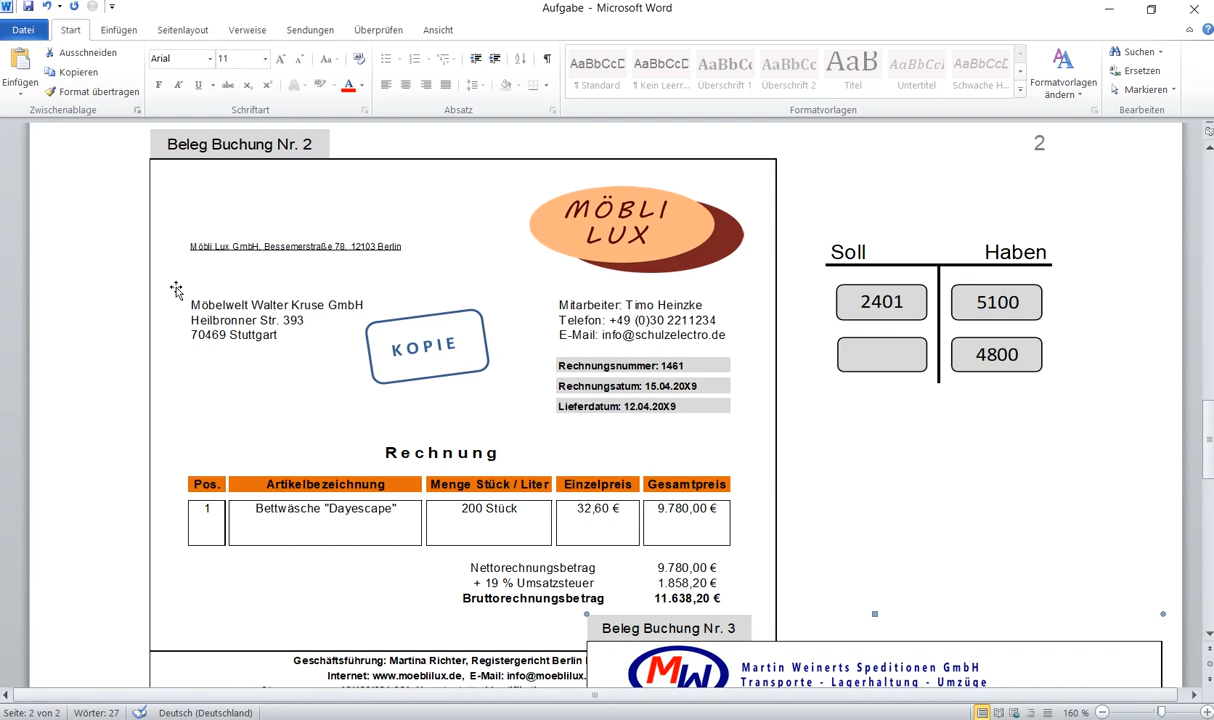 Aufgabe - Microsoft Word
Datei Start Einfügen Seitenlayout Verweise Sendungen Überprüfen Ansicht
Einfügen
Ausschneiden
Kopieren
Format übertragen
Zwischenablage
Arial 11
F K U abc x₂ x²
Schriftart
Absatz
AaBbCcD AaBbCcD AaBbCc AaBbCc AaB AaBbCcI AaBbCcD
¶ Standard ¶ Kein Leerr... Überschrift 1 Überschrift 2 Titel Untertitel Schwache H...
Formatvorlagen
Formatvorlagen ändern
Suchen
Ersetzen
Markieren
Bearbeiten
Beleg Buchung Nr. 2
2
MÖBLI
LUX
Möbli Lux GmbH, Bessemerstraße 78, 12103 Berlin
Möbelwelt Walter Kruse GmbH
Heilbronner Str. 393
70469 Stuttgart
KOPIE
Mitarbeiter: Timo Heinzke
Telefon: +49 (0)30 2211234
E-Mail: info@schulzelectro.de
Rechnungsnummer: 1461
Rechnungsatum: 15.04.20X9
Lieferdatum: 12.04.20X9
Soll Haben
2401 5100
4800
Rechnung
Pos. Artikelbezeichnung Menge Stück / Liter Einzelpreis Gesamtpreis
1 Bettwäsche "Dayescape" 200 Stück 32,60 € 9.780,00 €
Nettorechnungsbetrag 9.780,00 €
+ 19 % Umsatzsteuer 1.858,20 €
Bruttorechnungsbetrag 11.638,20 €
Beleg Buchung Nr. 3
Geschäftsführung: Martina Richter, Registergericht Berlin
Internet: www.moeblilux.de, E-Mail: info@moeblilux.
MW
Martin Weinerts Speditionen GmbH
Transporte - Lagerhaltung - Umzüge
Seite: 2 von 2 Wörter: 27 Deutsch (Deutschland) 160 %